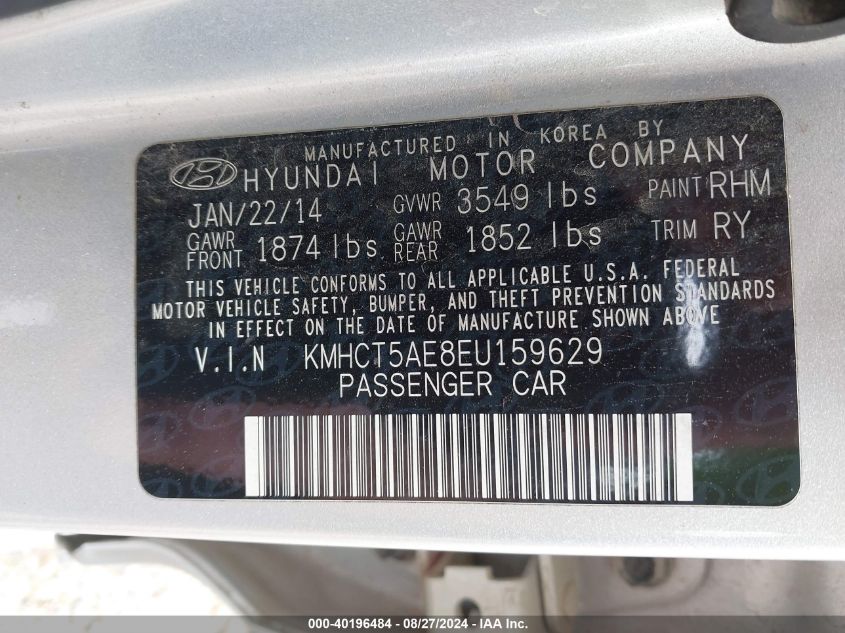 MANUFACTURED IN KOREA BY
HYUNDAI MOTOR COMPANY
JAN/22/14 GVWR 3549 lbs PAINT RHM
GAWR FRONT 1874 lbs GAWR REAR 1852 lbs TRIM RY
THIS VEHICLE CONFORMS TO ALL APPLICABLE U.S.A. FEDERAL
MOTOR VEHICLE SAFETY, BUMPER, AND THEFT PREVENTION STANDARDS
IN EFFECT ON THE DATE OF MANUFACTURE SHOWN ABOVE
V.I.N KMHCT5AE8EU159629
PASSENGER CAR
000-40196484 - 08/27/2024 - IAA Inc.